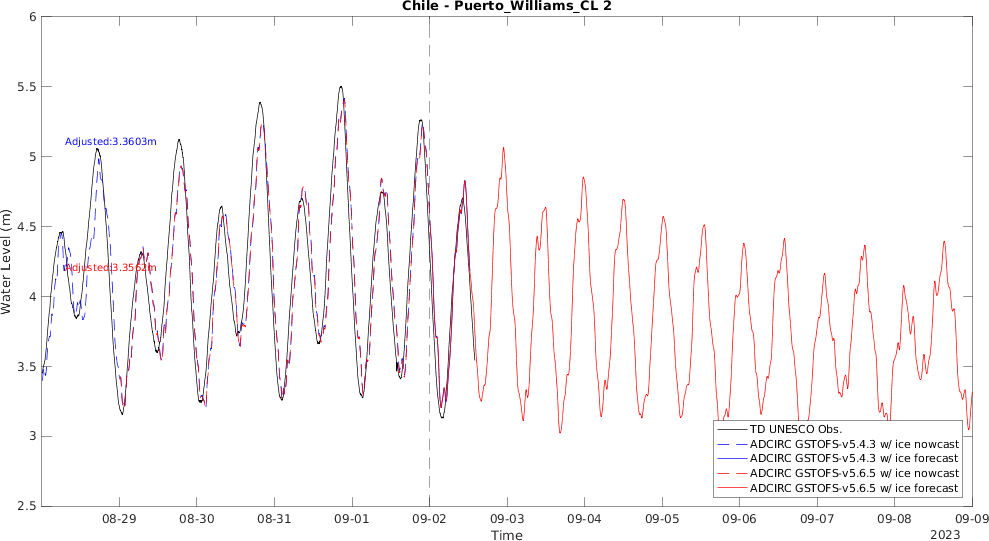 Chile - Puerto_Williams_CL 2
6
5.5
5
4.5
4
3.5
3
2.5
Water Level (m)
Adjusted:3.3603m
Adjusted:3.3562m
TD UNESCO Obs.
ADCIRC GSTOFS-v5.4.3 w/ ice nowcast
ADCIRC GSTOFS-v5.4.3 w/ ice forecast
ADCIRC GSTOFS-v5.6.5 w/ ice nowcast
ADCIRC GSTOFS-v5.6.5 w/ ice forecast
08-29 08-30 08-31 09-01 09-02 09-03 09-04 09-05 09-06 09-07 09-08 09-09
Time
2023